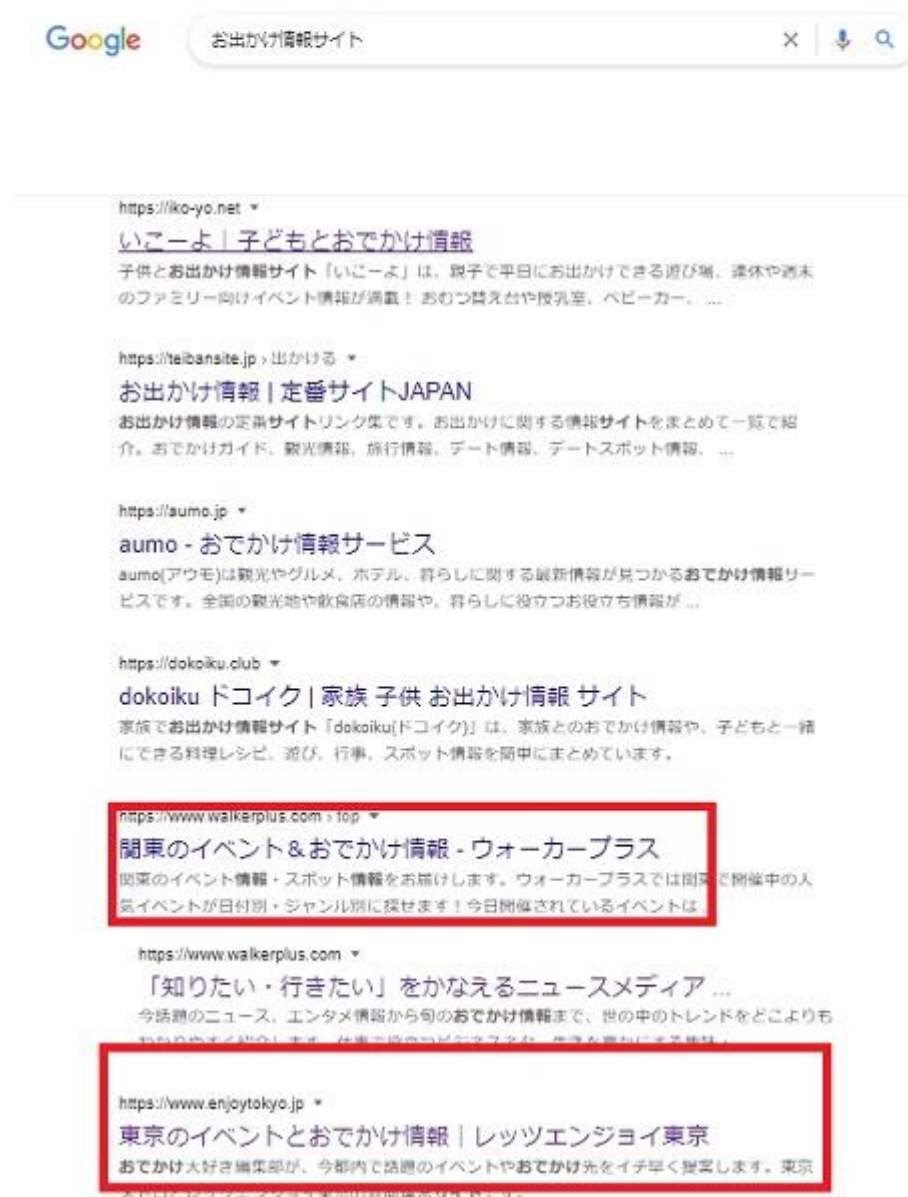 Google
お出かけ情報サイト
https://iko-yo.net
いこーよ｜子どもとおでかけ情報
子供とお出かけ情報サイト「いこーよ」は、親子で平日にお出かけできる遊び場、連休や週末
のファミリー向けイベント情報が満載！ おむつ替え台や授乳室、ベビーカー、 ...
https://teibansite.jp › 出かける
お出かけ情報 | 定番サイトJAPAN
お出かけ情報の定番サイトリンク集です。お出かけに関する情報サイトをまとめて一覧で紹
介。おでかけガイド、観光情報、旅行情報、デート情報、デートスポット情報、 ...
https://aumo.jp
aumo - おでかけ情報サービス
aumo(アウモ)は観光やグルメ、ホテル、暮らしに関する最新情報が見つかるおでかけ情報サー
ビスです。全国の観光地や飲食店の情報や、暮らしに役立つお役立ち情報が ...
https://dokoiku.club
dokoiku ドコイク | 家族 子供 お出かけ情報 サイト
家族でお出かけ情報サイト「dokoiku(ドコイク)」は、家族とのおでかけ情報や、子どもと一緒
にできる料理レシピ、遊び、行事、スポット情報を簡単にまとめています。
https://www.walkerplus.com › top
関東のイベント＆おでかけ情報 - ウォーカープラス
関東のイベント情報・スポット情報をお届けします。ウォーカープラスでは関東で開催中の人
気イベントが日付別・ジャンル別に探せます！今日開催されているイベントは
https://www.walkerplus.com
「知りたい・行きたい」をかなえるニュースメディア ...
今話題のニュース、エンタメ情報から旬のおでかけ情報まで、世の中のトレンドをどこよりも
https://www.enjoytokyo.jp
東京のイベントとおでかけ情報｜レッツエンジョイ東京
おでかけ大好き編集部が、今都内で話題のイベントやおでかけ先をイチ早く提案します。東京